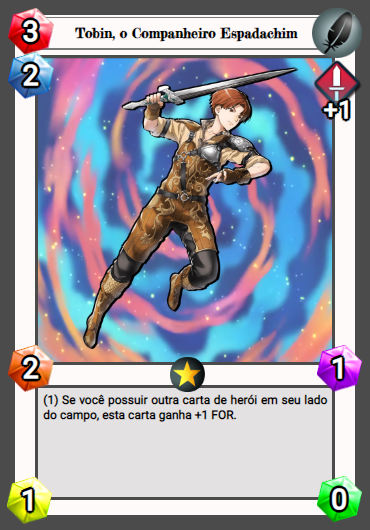 3
Tobin, o Companheiro Espadachim
2
+1
2
1
(1) Se você possuir outra carta de herói em seu lado
do campo, esta carta ganha +1 FOR.
1
0